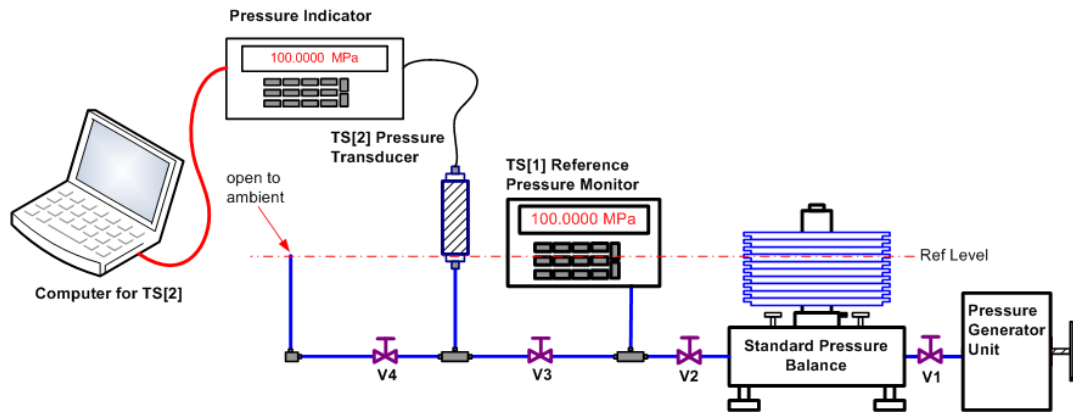 Pressure Indicator
100.0000 MPa
TS[2] Pressure
Transducer
TS[1] Reference
Pressure Monitor
open to
ambient
100.0000 MPa
Ref Level
Computer for TS[2]
Pressure
Generator
Unit
Standard Pressure
Balance
V4
V3
V2
V1